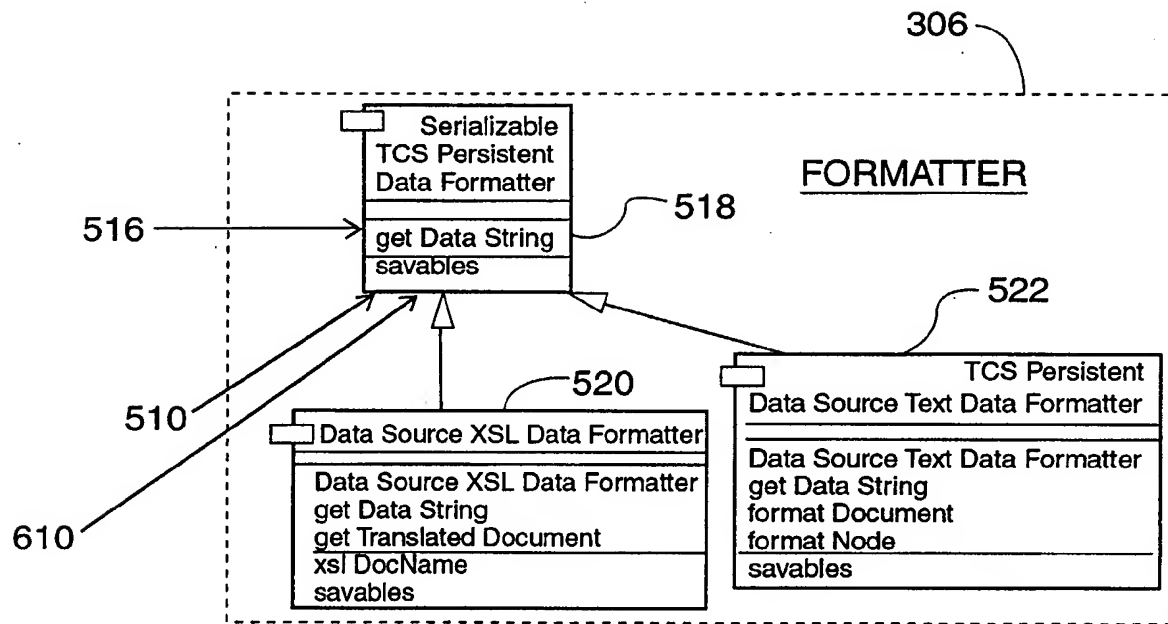 306
Serializable
TCS Persistent
Data Formatter
get Data String
savables
FORMATTER
516
518
510
610
522
520
Data Source XSL Data Formatter
Data Source XSL Data Formatter
get Data String
get Translated Document
xsl DocName
savables
TCS Persistent
Data Source Text Data Formatter
Data Source Text Data Formatter
get Data String
format Document
format Node
savables